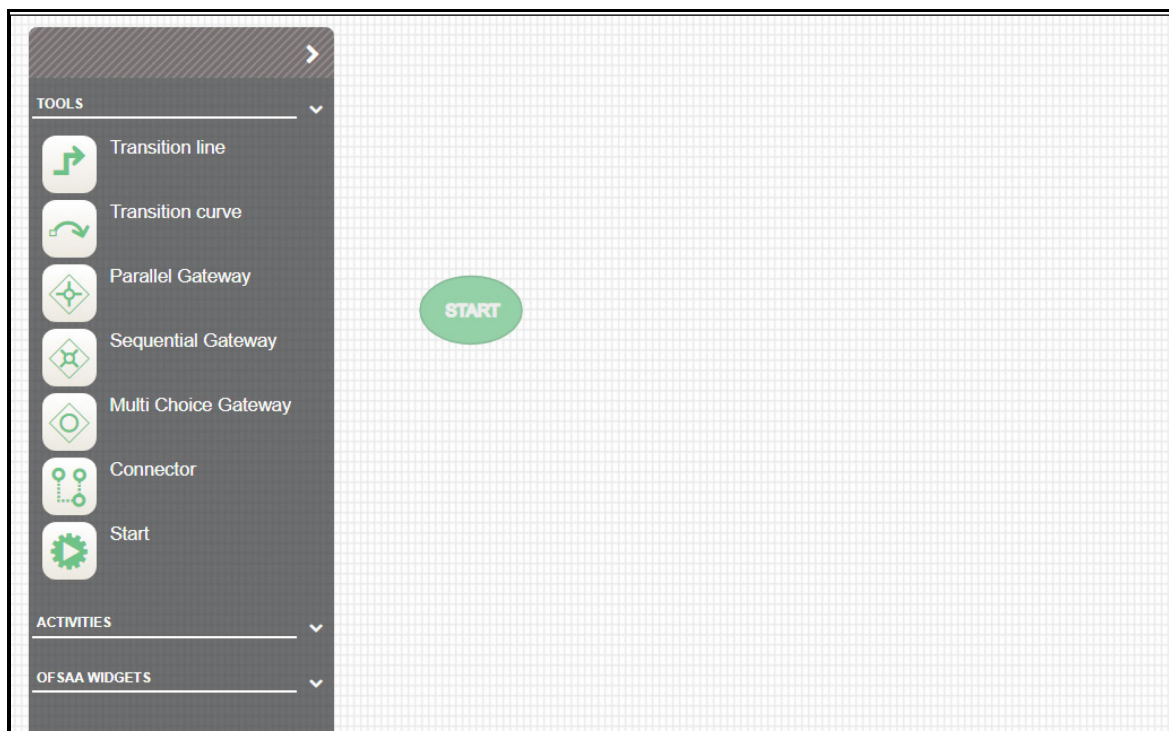 TOOLS
Transition line
Transition curve
Parallel Gateway
START
Sequential Gateway
Multi Choice Gateway
Connector
Start
ACTIVITIES
OFSAA WIDGETS